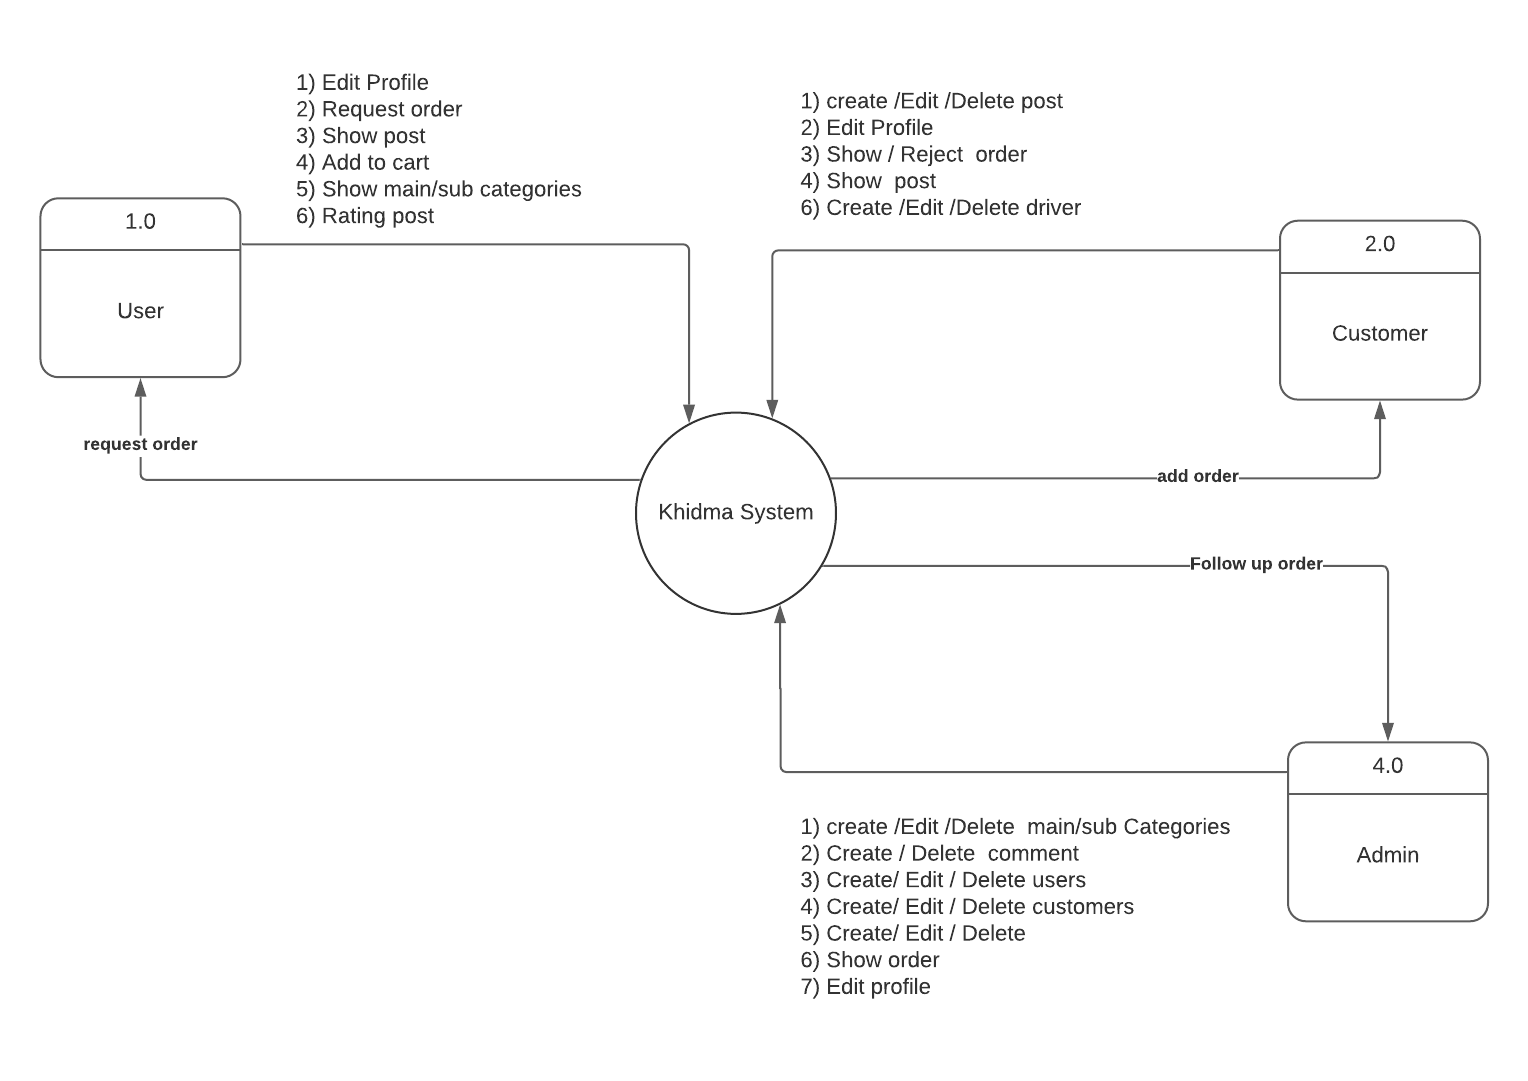 1) Edit Profile
2) Request order
3) Show post
4) Add to cart
5) Show main/sub categories
6) Rating post
1) create /Edit /Delete post
2) Edit Profile
3) Show / Reject  order
4) Show  post
6) Create /Edit /Delete driver
1.0
User
2.0
Customer
request order
add order
Khidma System
Follow up order
4.0
Admin
1) create /Edit /Delete  main/sub Categories
2) Create / Delete  comment
3) Create/ Edit / Delete users
4) Create/ Edit / Delete customers
5) Create/ Edit / Delete
6) Show order
7) Edit profile